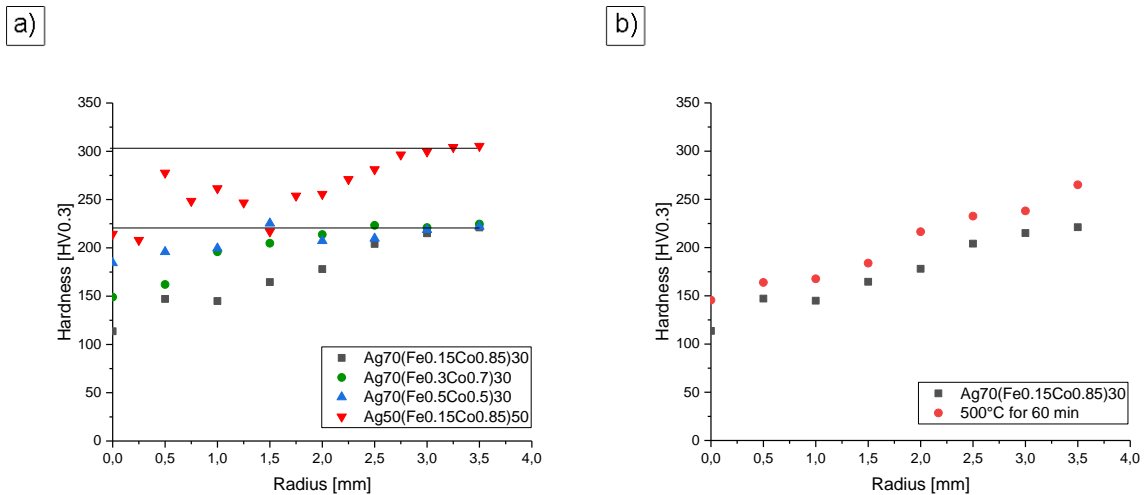 a)
350
300
250
200
150
100
50
0
Hardness [HV0.3]
0,0 0,5 1,0 1,5 2,0 2,5 3,0 3,5 4,0
Radius [mm]
Ag70(Fe0.15Co0.85)30
Ag70(Fe0.3Co0.7)30
Ag70(Fe0.5Co0.5)30
Ag50(Fe0.15Co0.85)50
b)
350
300
250
200
150
100
50
0
Hardness [HV0.3]
0,0 0,5 1,0 1,5 2,0 2,5 3,0 3,5 4,0
Radius [mm]
Ag70(Fe0.15Co0.85)30
500°C for 60 min